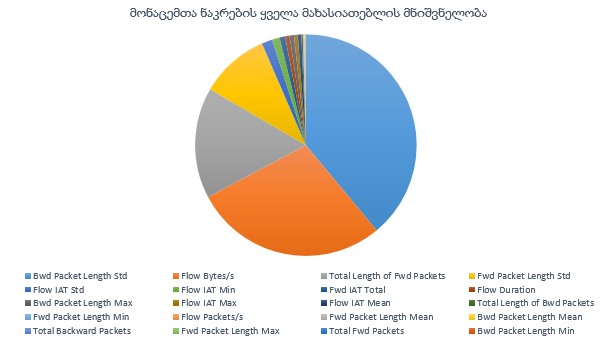 მონაცემთა ნაკრების ყველა მახასიათებლის მნიშვნელობა
Bwd Packet Length Std Flow Bytes/s Total Length of Fwd Packets Fwd Packet Length Std
Flow IAT Std Flow IAT Min Fwd IAT Total Flow Duration
Bwd Packet Length Max Flow IAT Max Flow IAT Mean Total Length of Bwd Packets
Fwd Packet Length Min Flow Packets/s Fwd Packet Length Mean Bwd Packet Length Mean
Total Backward Packets Fwd Packet Length Max Total Fwd Packets Bwd Packet Length Min